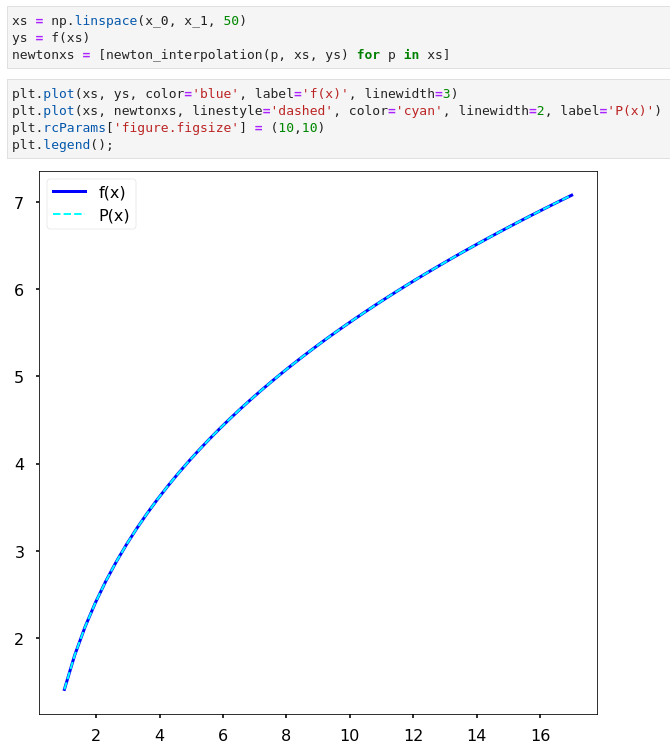 xs = np.linspace(x_0, x_1, 50)
ys = f(xs)
newtonxs = [newton_interpolation(p, xs, ys) for p in xs]
plt.plot(xs, ys, color='blue', label='f(x)', linewidth=3)
plt.plot(xs, newtonxs, linestyle='dashed', color='cyan', linewidth=2, label='P(x)')
plt.rcParams['figure.figsize'] = (10,10)
plt.legend();
f(x)
P(x)
7
6
5
4
3
2
2 4 6 8 10 12 14 16